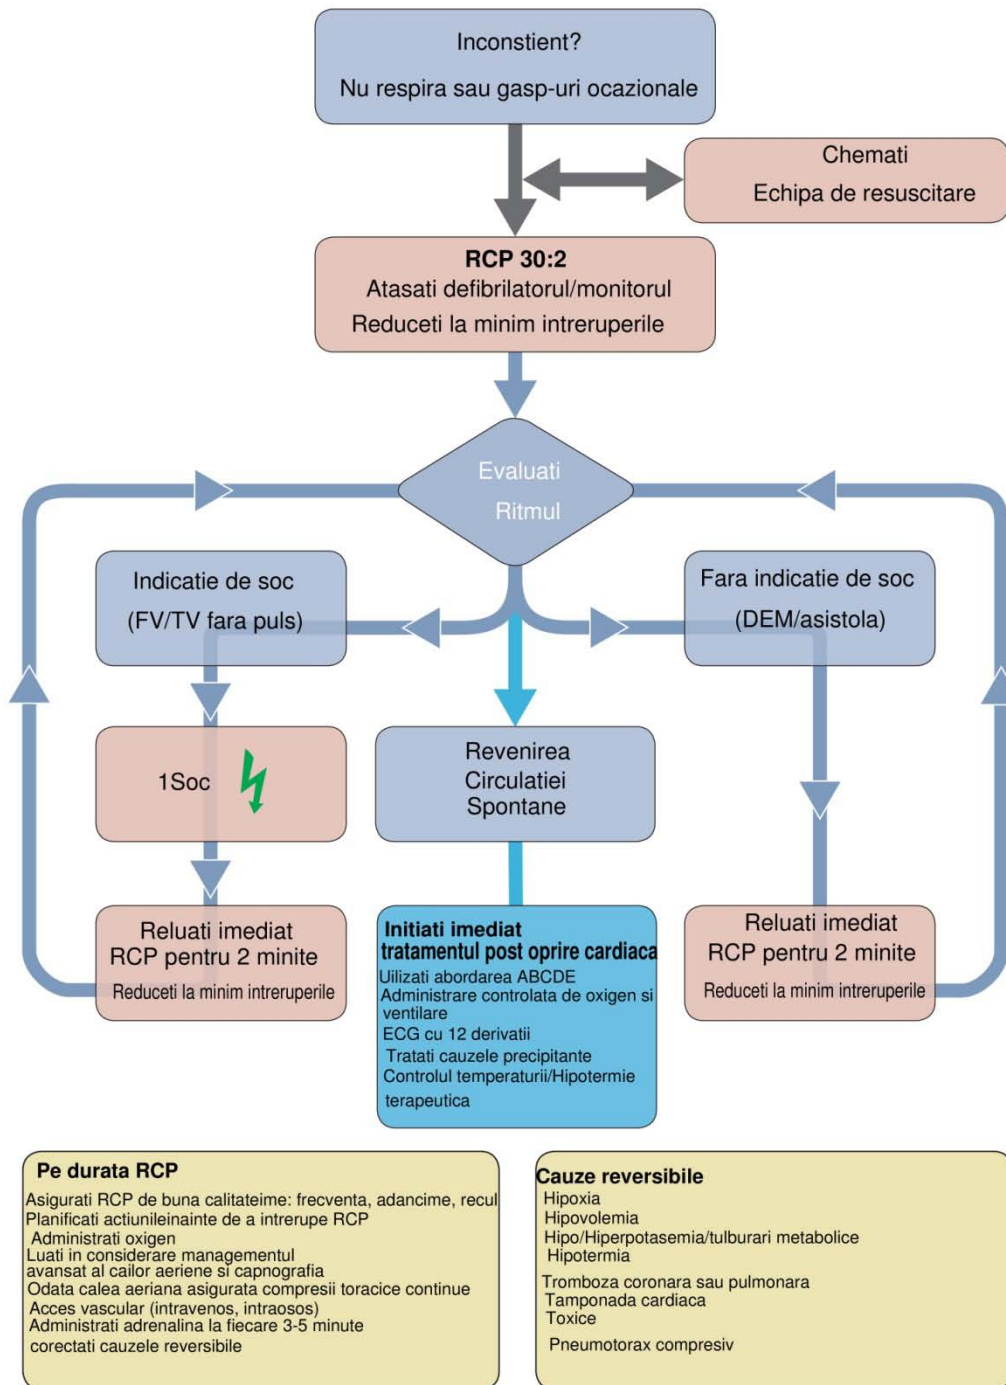 Inconstient?
Nu respira sau gasp-uri ocazionale
Chemati
Echipa de resuscitare
RCP 30:2
Atasati defibrilatorul/monitorul
Reduceti la minim intreruperile
Evaluati
Ritmul
Indicatie de soc
(FV/TV fara puls)
Fara indicatie de soc
(DEM/asistola)
1Soc
Revenirea
Circulatiei
Spontane
Reluati imediat
RCP pentru 2 minite
Reduceti la minim intreruperile
Initiati imediat
tratamentul post oprire cardiaca
Uilizati abordarea ABCDE
Administrare controlata de oxigen si
ventilare
ECG cu 12 derivatii
Tratati cauzele precipitante
Controlul temperaturii/Hipotermie
terapeutica
Reluati imediat
RCP pentru 2 minite
Reduceti la minim intreruperile
Pe durata RCP
Asigurati RCP de buna calitateime: frecventa, adancime, recul
Planificati actiunileinainte de a intrerupe RCP
Administrati oxigen
Luati in considerare managementul
avansat al cailor aeriene si capnografia
Odata calea aeriana asigurata compresii toracice continue
Acces vascular (intravenos, intraosos)
Administrati adrenalina la fiecare 3-5 minute
corectati cauzele reversibile
Cauze reversibile
Hipoxia
Hipovolemia
Hipo/Hiperpotasemia/tulburari metabolice
Hipotermia
Tromboza coronara sau pulmonara
Tamponada cardiaca
Toxice
Pneumotorax compresiv